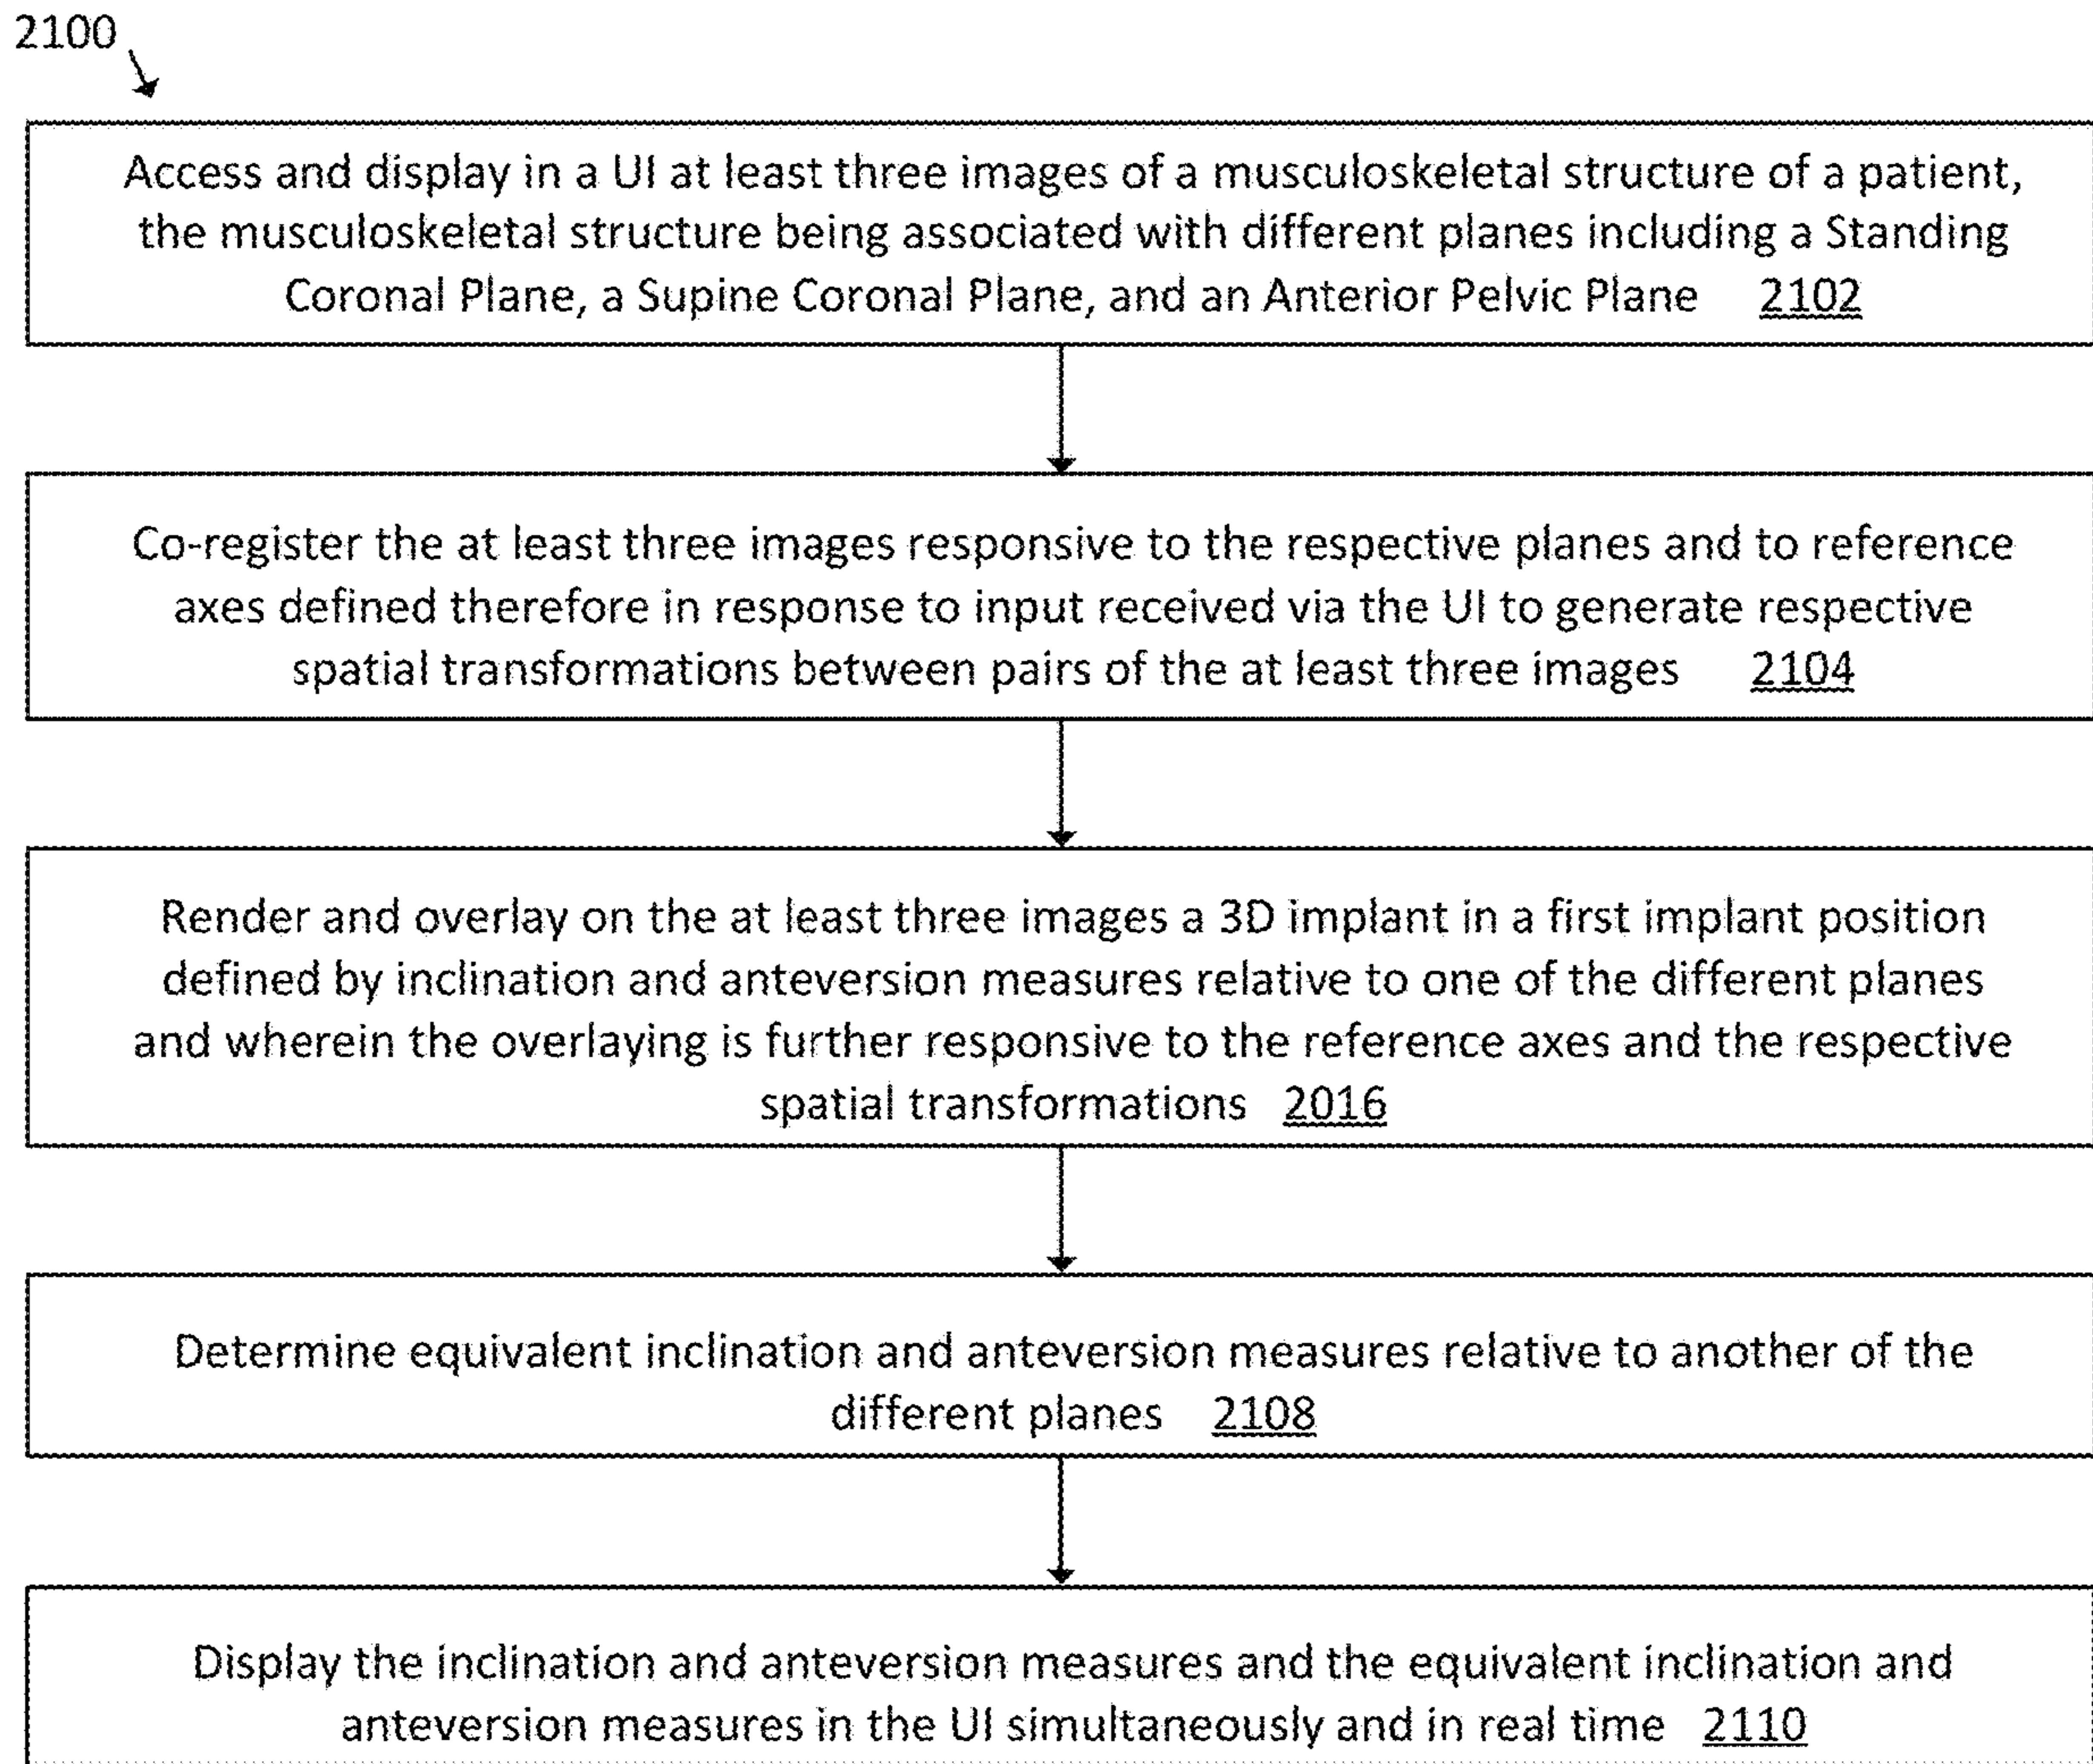 2100
Access and display in a UI at least three images of a musculoskeletal structure of a patient,
the musculoskeletal structure being associated with different planes including a Standing
Coronal Plane, a Supine Coronal Plane, and an Anterior Pelvic Plane 2102
Co-register the at least three images responsive to the respective planes and to reference
axes defined therefore in response to input received via the UI to generate respective
spatial transformations between pairs of the at least three images 2104
Render and overlay on the at least three images a 3D implant in a first implant position
defined by inclination and anteversion measures relative to one of the different planes
and wherein the overlaying is further responsive to the reference axes and the respective
spatial transformations 2016
Determine equivalent inclination and anteversion measures relative to another of the
different planes 2108
Display the inclination and anteversion measures and the equivalent inclination and
anteversion measures in the UI simultaneously and in real time 2110